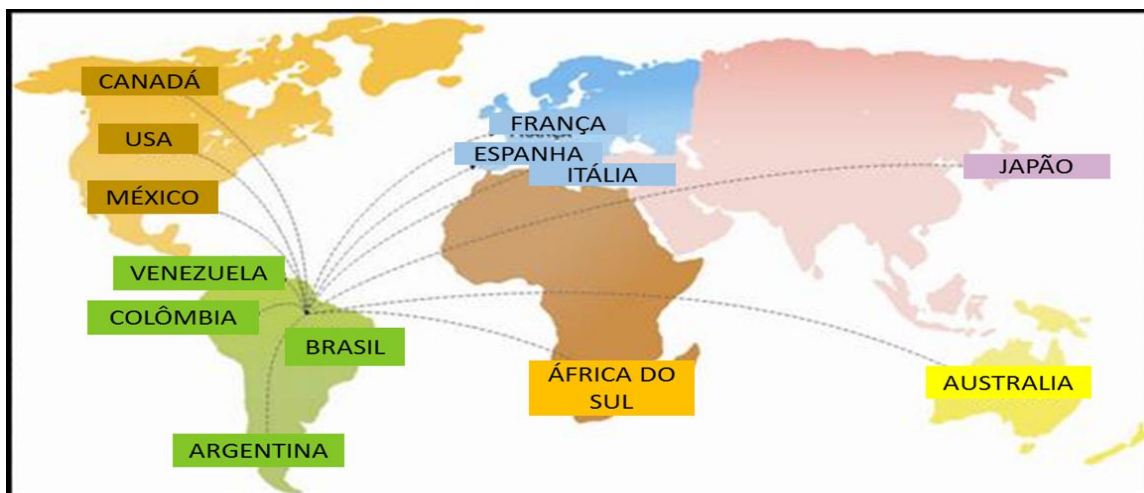 CANADÁ
USA
MÉXICO
VENEZUELA
COLÔMBIA
BRASIL
ARGENTINA
FRANÇA
ESPANHA
ITÁLIA
JAPÃO
ÁFRICA DO
SUL
AUSTRALIA